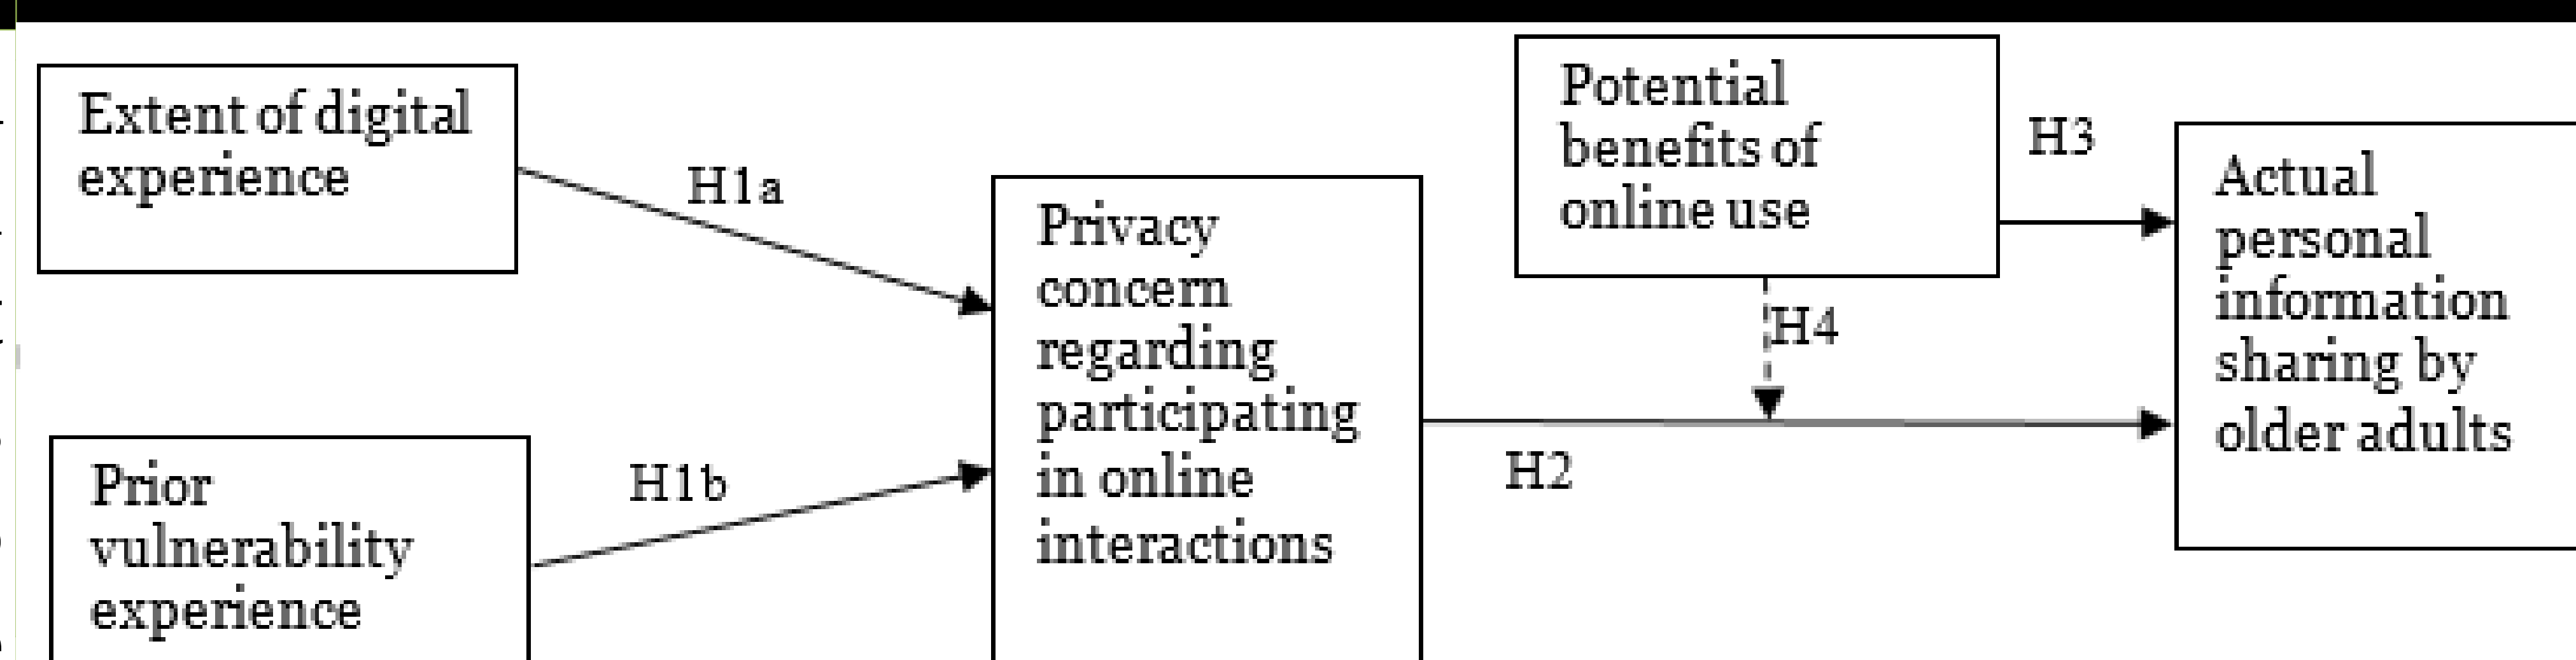 Extent of digital
experience
H1a
Prior
vulnerability
experience
H1b
Privacy
concern
regarding
participating
in online
interactions
Potential
benefits of
online use
H3
H4
H2
Actual
personal
information
sharing by
older adults